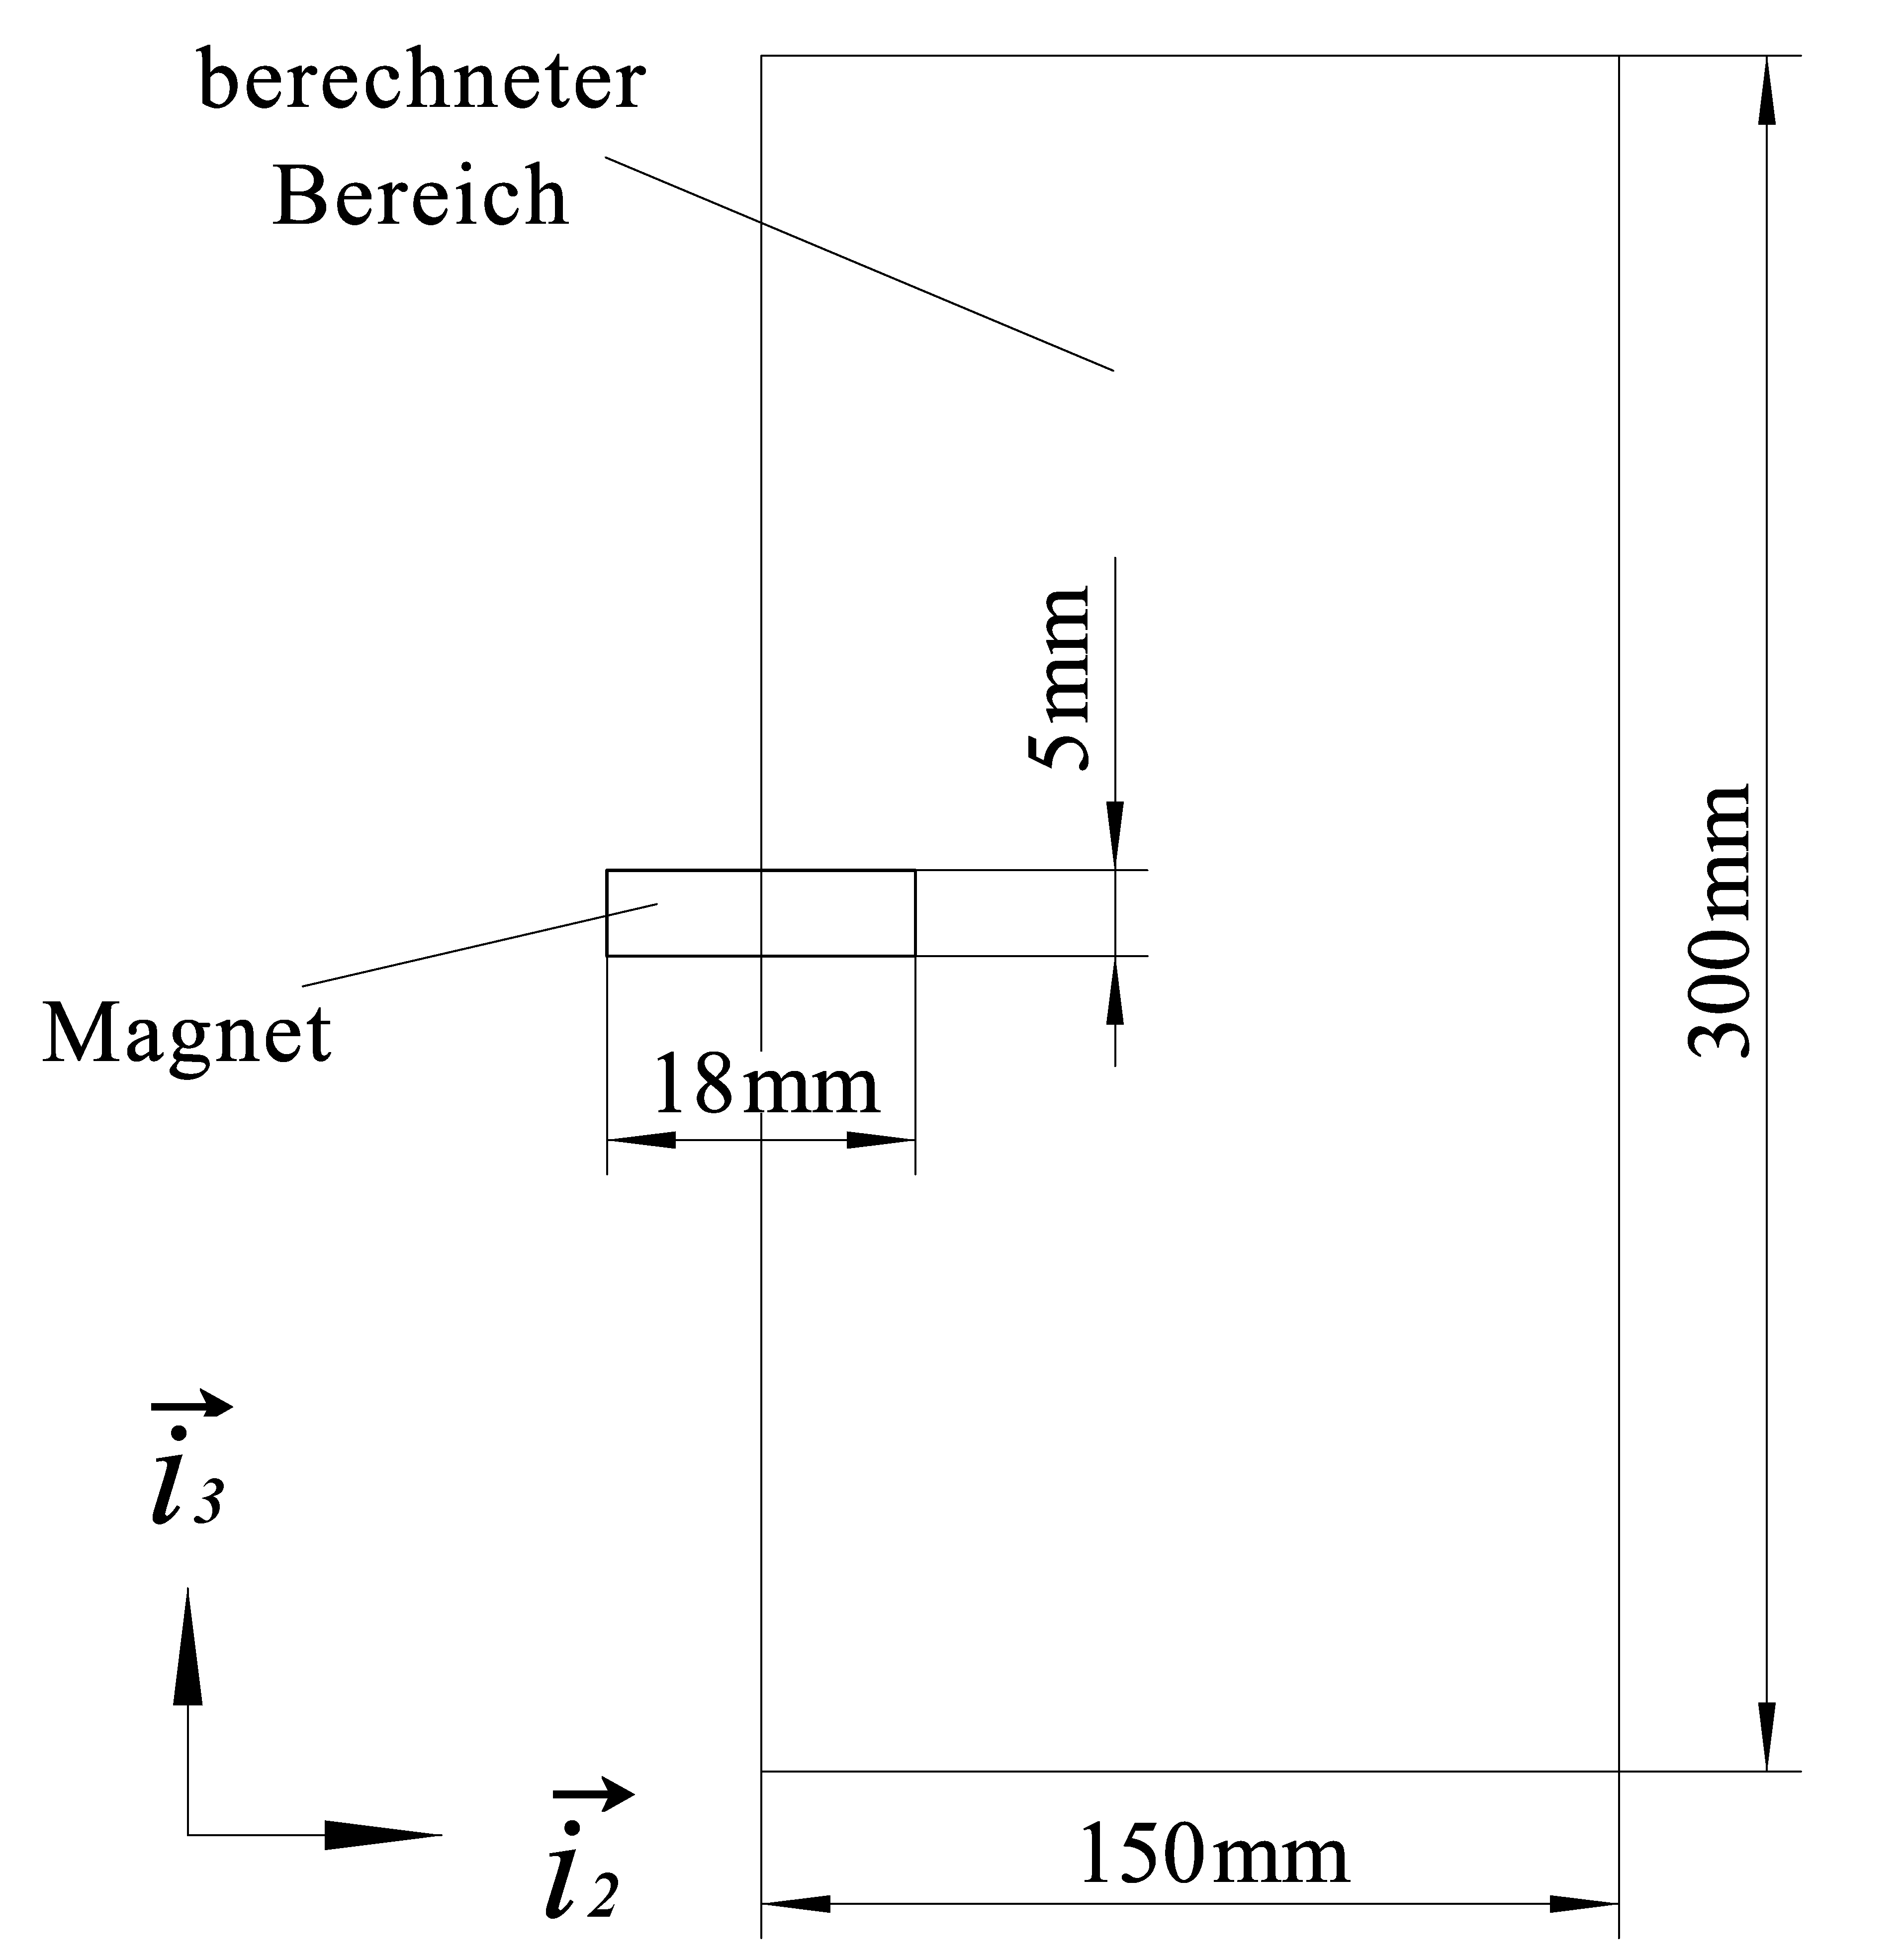 berechneter
Bereich
5mm
300mm
Magnet
18mm
i3
i2
150mm